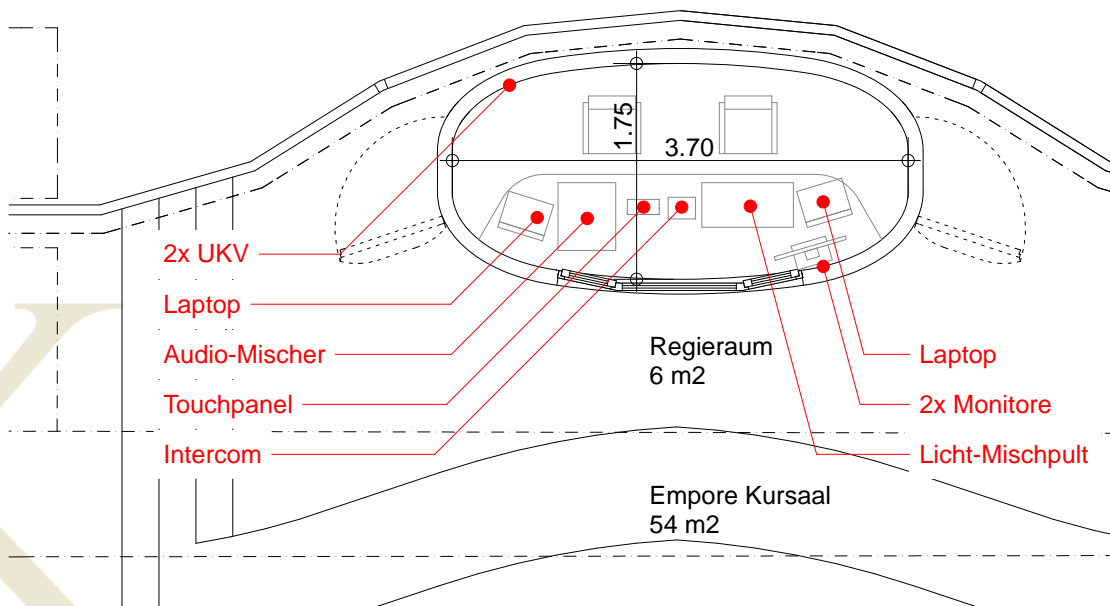 1.75
3.70
2x UKV
Laptop
Audio-Mischer
Touchpanel
Intercom
Regieraum
6 m2
Laptop
2x Monitore
Licht-Mischpult
Empore Kursaal
54 m2